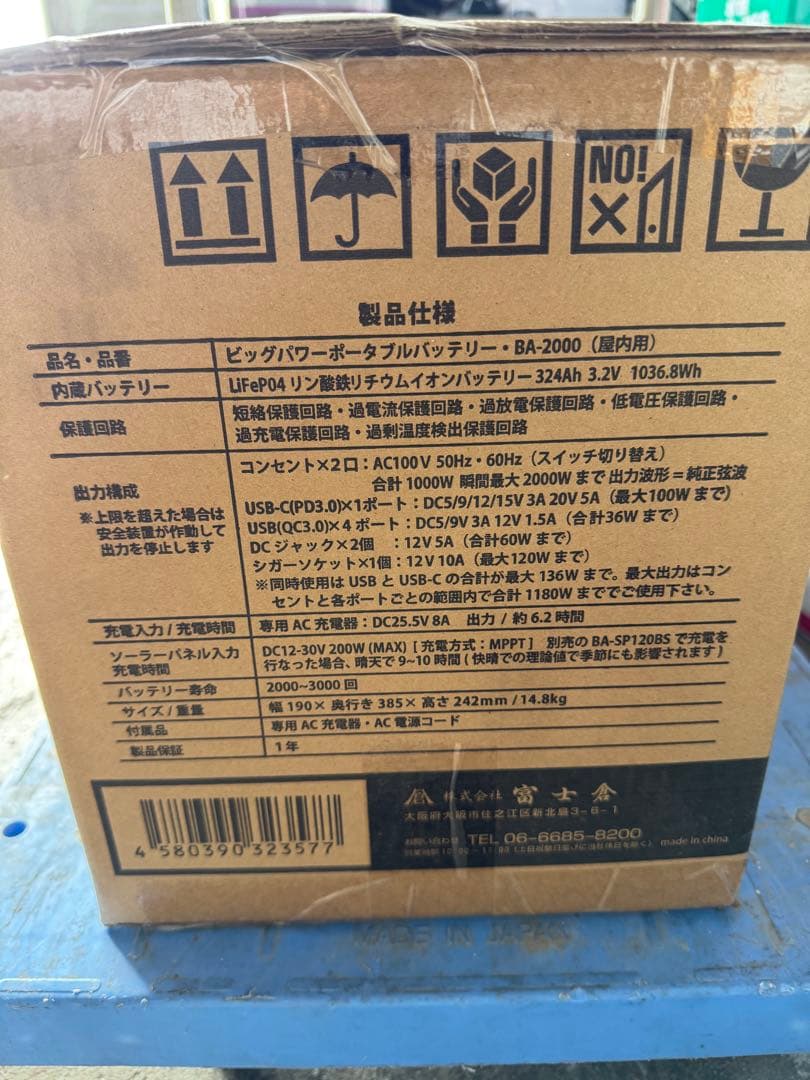 NO!
製品仕様
品名・品番 ビッグパワーポータブルバッテリー・BA-2000（屋内用）
内蔵バッテリー LiFeP04 リン酸鉄リチウムイオンバッテリー 324Ah 3.2V 1036.8Wh
保護回路 短絡保護回路・過電流保護回路・過放電保護回路・低電圧保護回路・
過充電保護回路・過剰温度検出保護回路
出力構成
※上限を超えた場合は
安全装置が作動して
出力を停止します
コンセント×2口：AC100V 50Hz・60Hz（スイッチ切り替え）
合計 1000W 瞬間最大 2000W まで 出力波形＝純正弦波
USB-C(PD3.0)×1ポート：DC5/9/12/15V 3A 20V 5A（最大100W まで）
USB(QC3.0)×4 ポート：DC5/9V 3A 12V 1.5A（合計36W まで）
DC ジャック×2個 ：12V 5A（合計60W まで）
シガーソケット×1個：12V 10A（最大120W まで）
※同時使用は USB と USB-C の合計が最大 136W まで。最大出力はコン
セントと各ポートごとの範囲内で合計 1180W まででご使用下さい。
充電入力 / 充電時間 専用 AC 充電器：DC25.5V 8A 出力 / 約 6.2 時間
ソーラーパネル入力
充電時間
DC12-30V 200W (MAX) [ 充電方式：MPPT ] 別売の BA-SP120BS で充電を
行なった場合、晴天で 9~10 時間 ( 快晴での理論値で季節にも影響されます )
バッテリー寿命 2000~3000 回
サイズ / 重量 幅 190× 奥行き 385× 高さ 242mm / 14.8kg
付属品 専用 AC 充電器・AC 電源コード
製品保証 1 年
4 580390 323577
株式会社 富士倉
大阪府大阪市住之江区新北島3-6-1
お問い合わせ TEL 06-6685-8200
made in china
MADE IN JAPAN